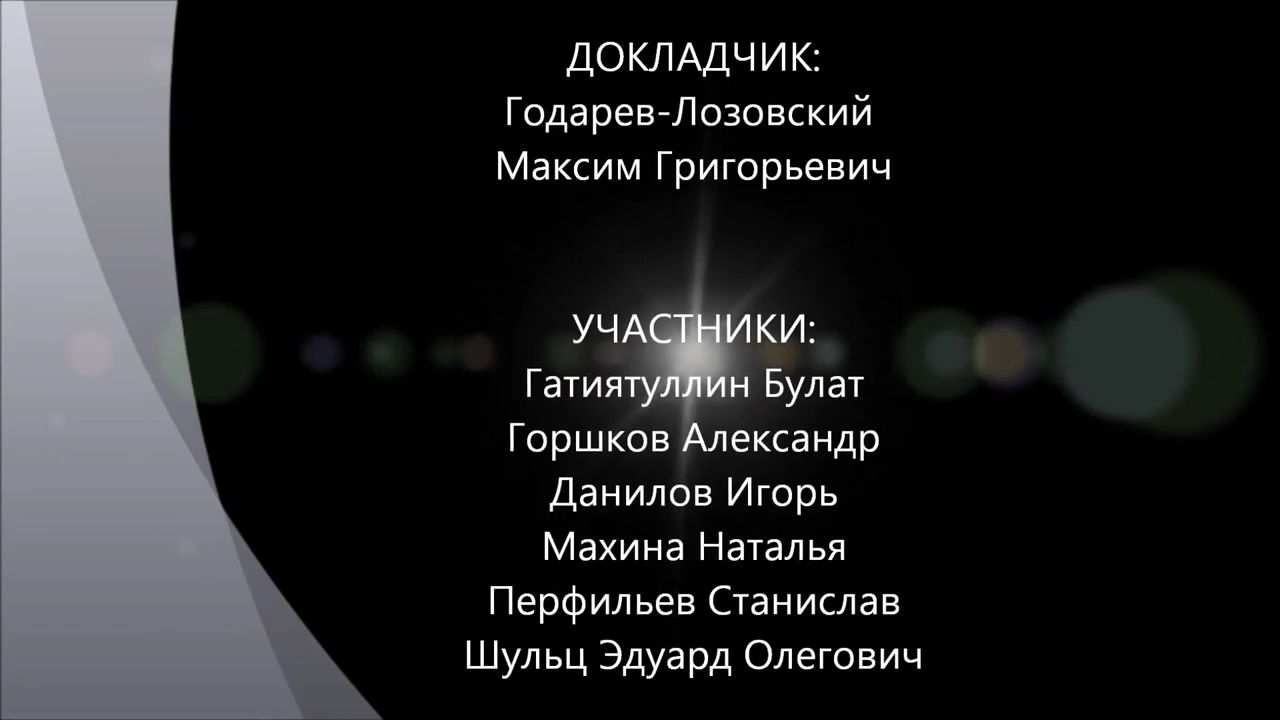 ДОКЛАДЧИК:
Годарев-Лозовский
Максим Григорьевич
УЧАСТНИКИ:
Гатиятуллин Булат
Горшков Александр
Данилов Игорь
Махина Наталья
Перфильев Станислав
Шульц Эдуард Олегович